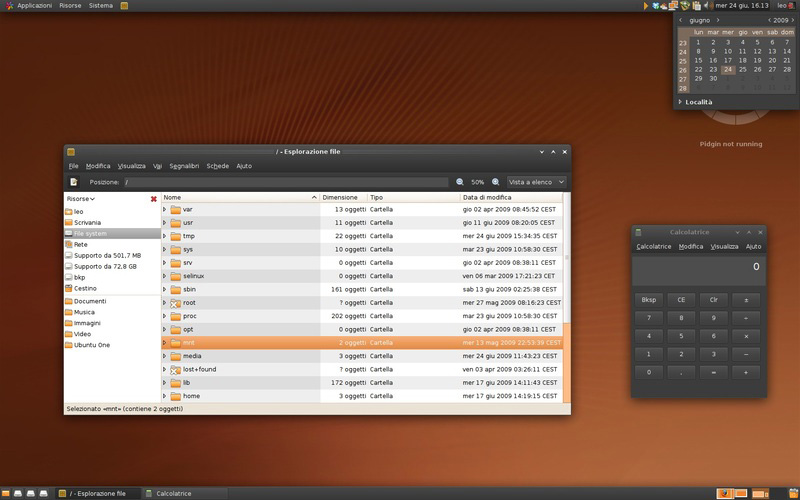 Applicazioni Risorse Sistema mer 24 giu, 16.13 leo
giugno 2009
lun mar mer gio ven sab dom
23 1 2 3 4 5 6 7
24 8 9 10 11 12 13 14
25 15 16 17 18 19 20 21
26 22 23 24 25 26 27 28
27 29 30
28
Località
Pidgin not running
/ - Esplorazione file
File Modifica Visualizza Vai Segnalibri Schede Ajuto
Posizione: / 50% Vista a elenco
Risorse
leo
Scrivania
File system
Rete
Supporto da 501,7 MB
Supporto da 72,8 GB
bkp
Cestino
Documenti
Musica
Immagini
Video
Ubuntu One
Nome Dimensione Tipo Data di modifica
var 13 oggetti Cartella gio 02 apr 2009 08:45:52 CEST
usr 11 oggetti Cartella gio 11 giu 2009 08:20:05 CEST
tmp 22 oggetti Cartella mer 24 giu 2009 15:34:35 CEST
sys 10 oggetti Cartella mar 23 giu 2009 10:58:30 CEST
srv 0 oggetti Cartella gio 02 apr 2009 08:38:11 CEST
selinux 0 oggetti Cartella ven 06 mar 2009 17:21:23 CET
sbin 161 oggetti Cartella sab 13 giu 2009 02:25:38 CEST
root ? oggetti Cartella mer 27 mag 2009 08:16:23 CEST
proc 202 oggetti Cartella mar 23 giu 2009 10:58:30 CEST
opt 0 oggetti Cartella gio 02 apr 2009 08:38:11 CEST
mnt 2 oggetti Cartella mer 13 mag 2009 22:53:39 CEST
media 3 oggetti Cartella mer 24 giu 2009 11:43:23 CEST
lost+found ? oggetti Cartella ven 03 apr 2009 03:26:11 CEST
lib 172 oggetti Cartella mer 17 giu 2009 14:11:43 CEST
home 3 oggetti Cartella mer 17 giu 2009 14:19:15 CEST
Selezionato «mnt» (contiene 2 oggetti)
Calcolatrice
Calcolatrice Modifica Visualizza Aiuto
0
Bksp CE Clr ±
7 8 9 ÷
4 5 6 ×
1 2 3 −
0 . = +
/ - Esplorazione file Calcolatrice